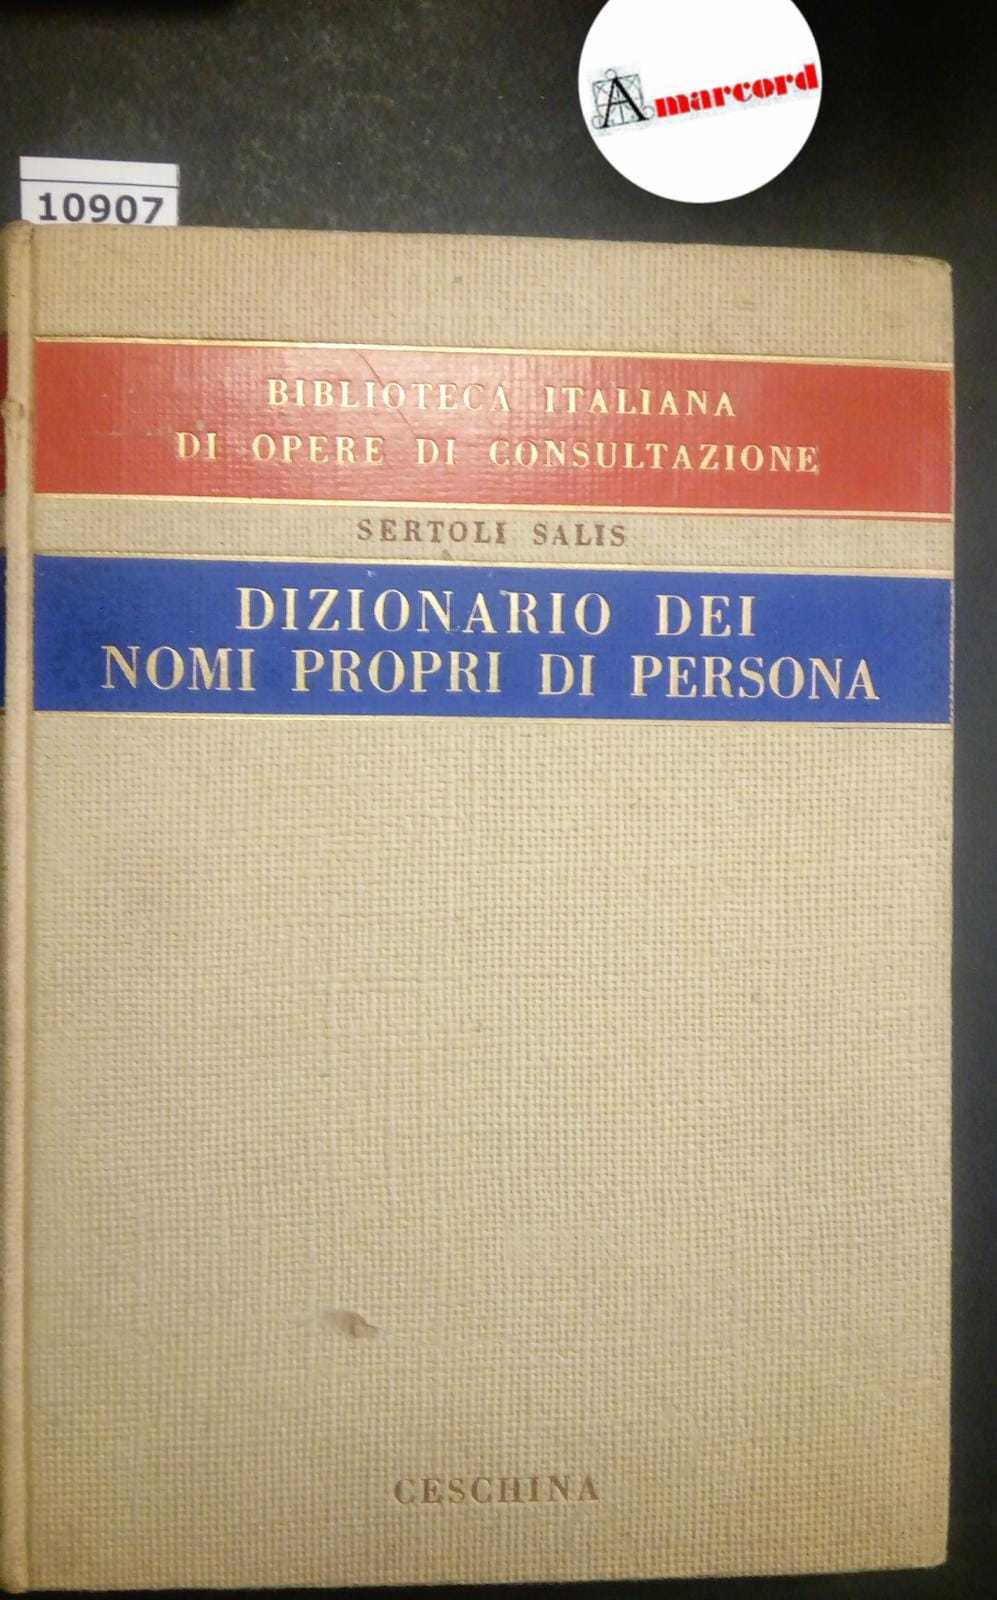 Amarcord
10907
BIBLIOTECA ITALIANA
DI OPERE DI CONSULTAZIONE
SERTOLI SALIS
DIZIONARIO DEI
NOMI PROPRI DI PERSONA
CESCHINA